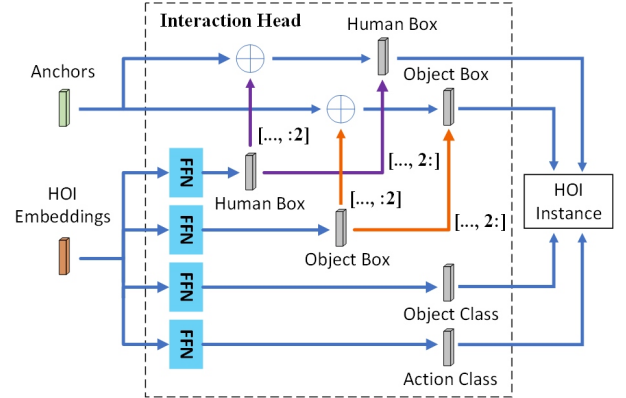 Interaction Head
Human Box
Anchors
Object Box
[..., :2]
[..., 2:]
FFN
HOI
Embeddings
Human Box
[..., :2]
[..., 2:]
HOI
Instance
FFN
Object Box
FFN
Object Class
FFN
Action Class